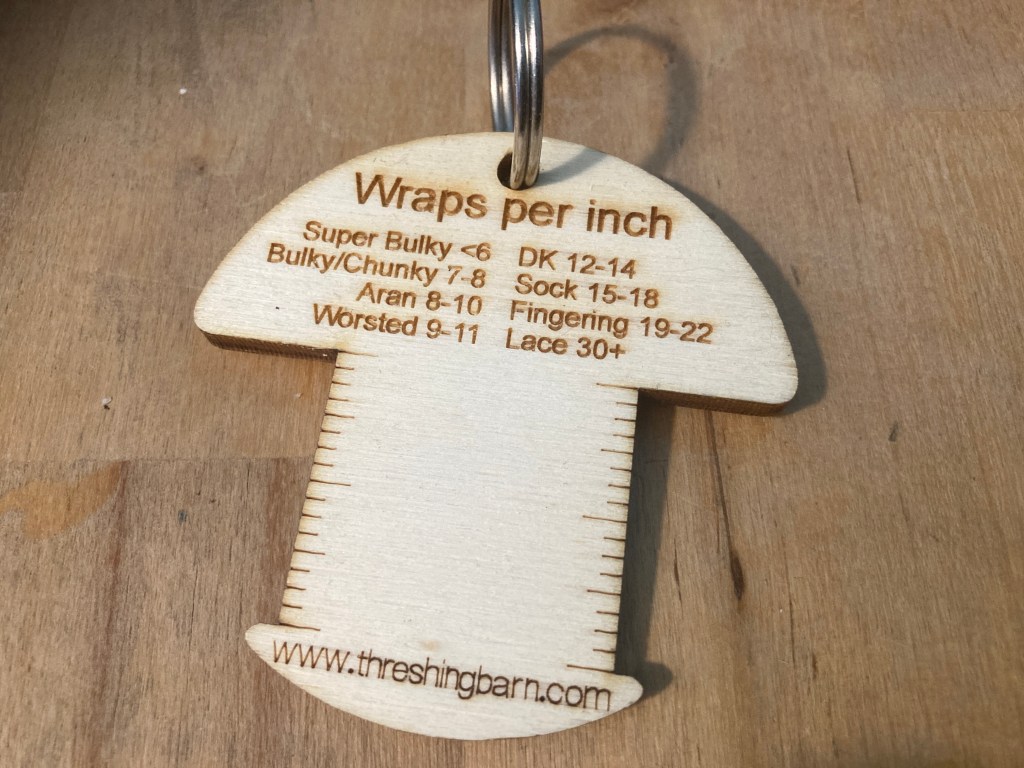 Wraps per inch
Super Bulky <6
Bulky/Chunky 7-8
Aran 8-10
Worsted 9-11
DK 12-14
Sock 15-18
Fingering 19-22
Lace 30+
www.threshingbarn.com